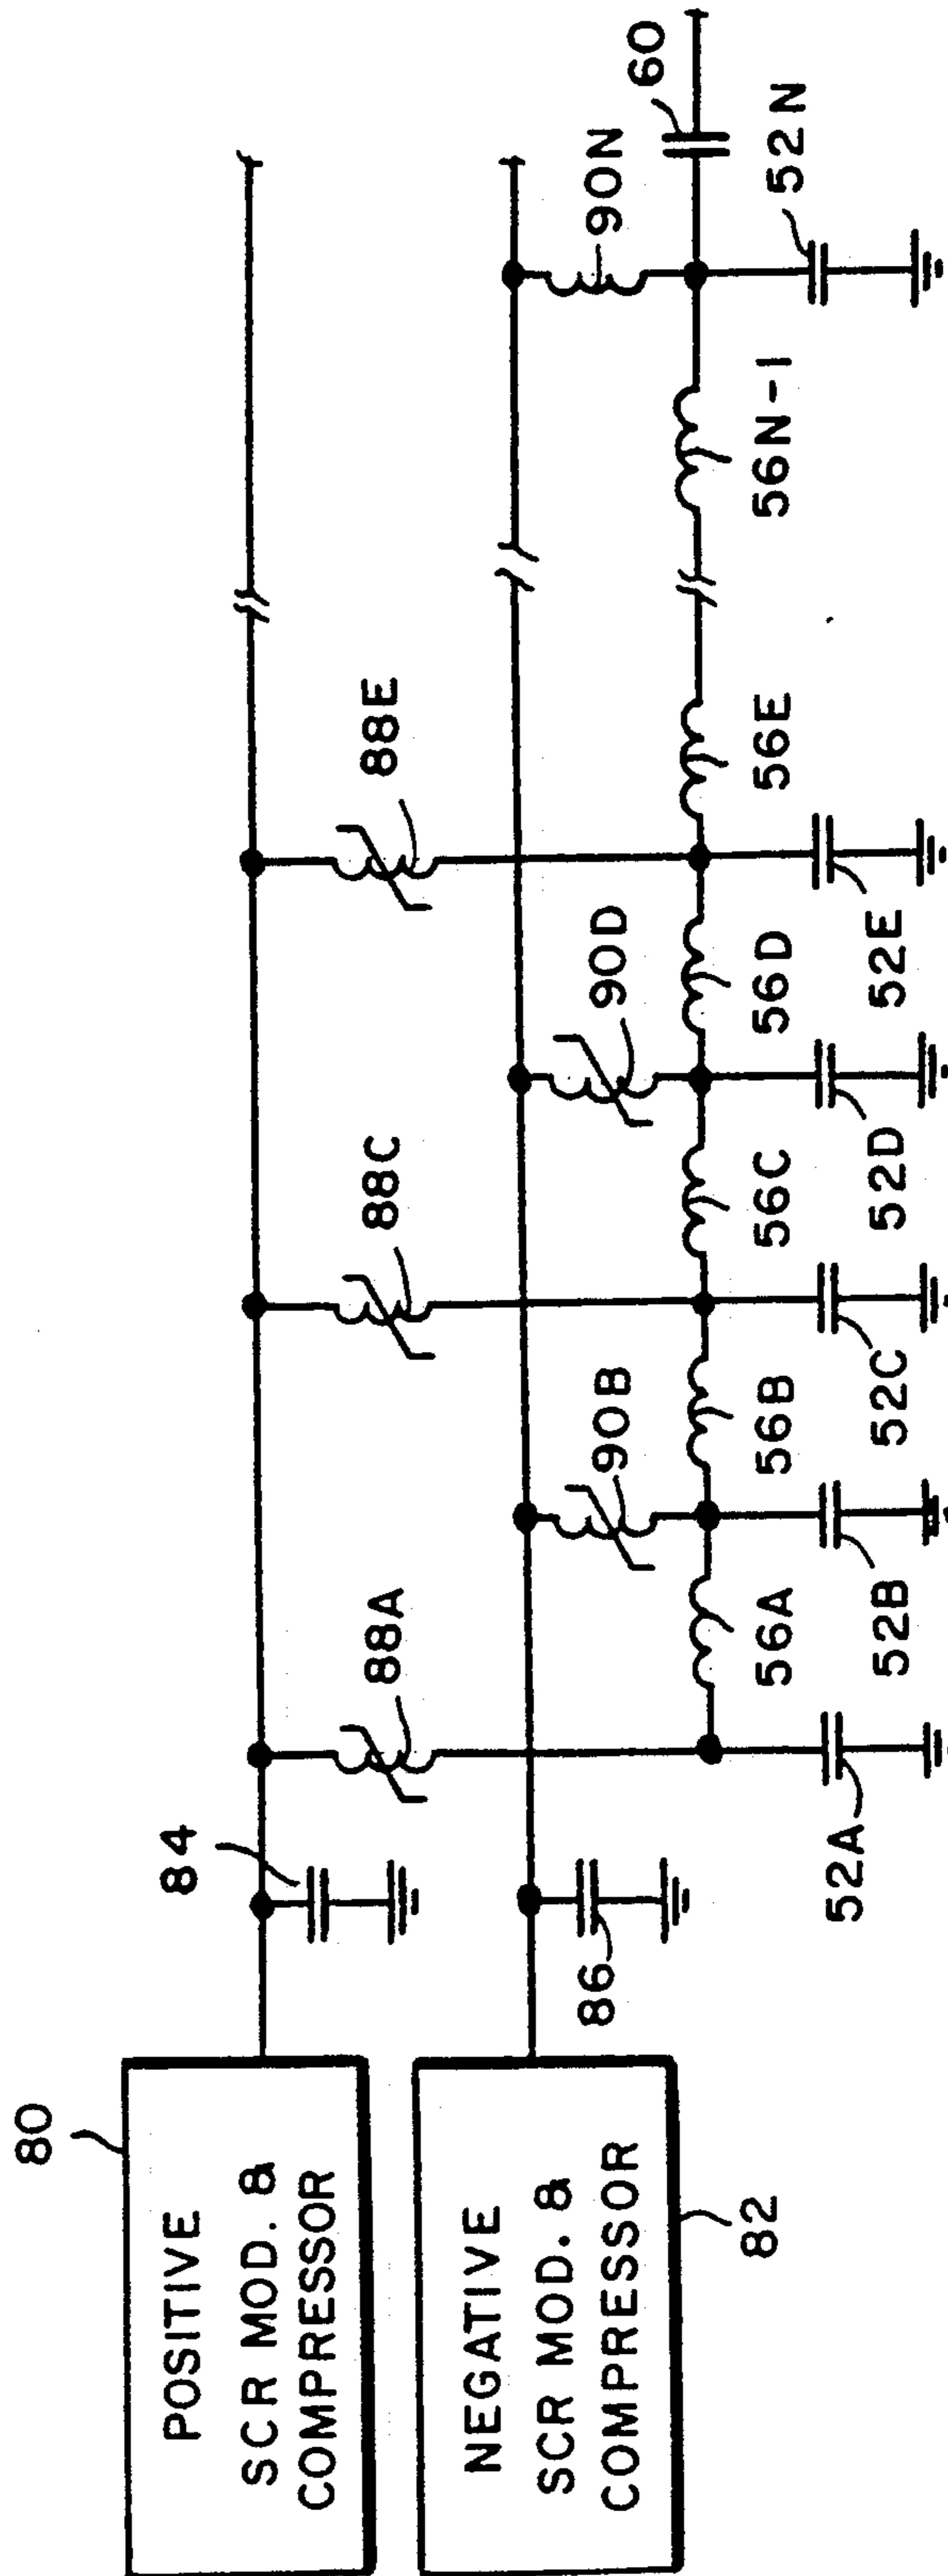 80
POSITIVE
SCR MOD. &
COMPRESSOR
NEGATIVE
SCR MOD. &
COMPRESSOR
82
84
86
88A
88C
88E
90B
90D
90N
60
56A
56B
56C
56D
56E
56N-1
52A
52B
52C
52D
52E
52N